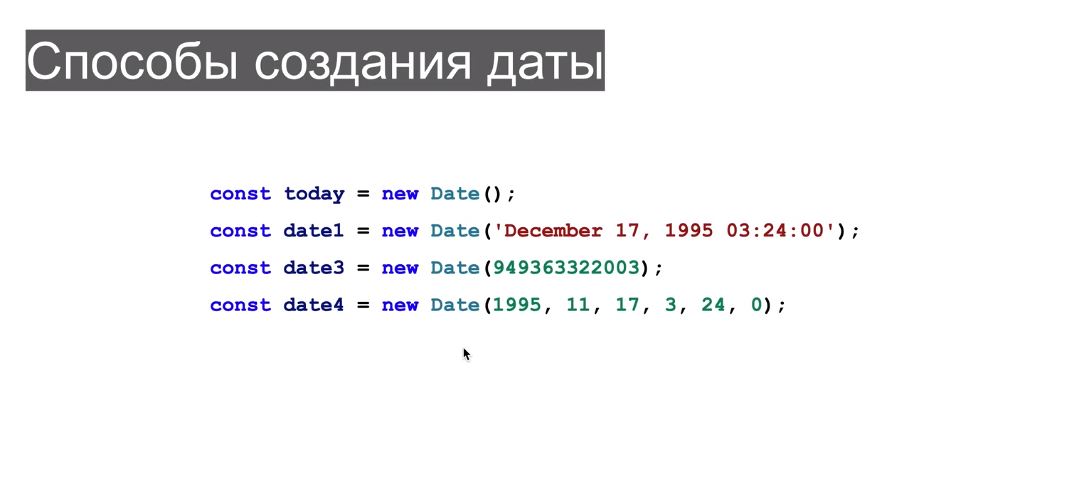 Способы создания даты
const today = new Date();
const date1 = new Date('December 17, 1995 03:24:00');
const date3 = new Date(949363322003);
const date4 = new Date(1995, 11, 17, 3, 24, 0);